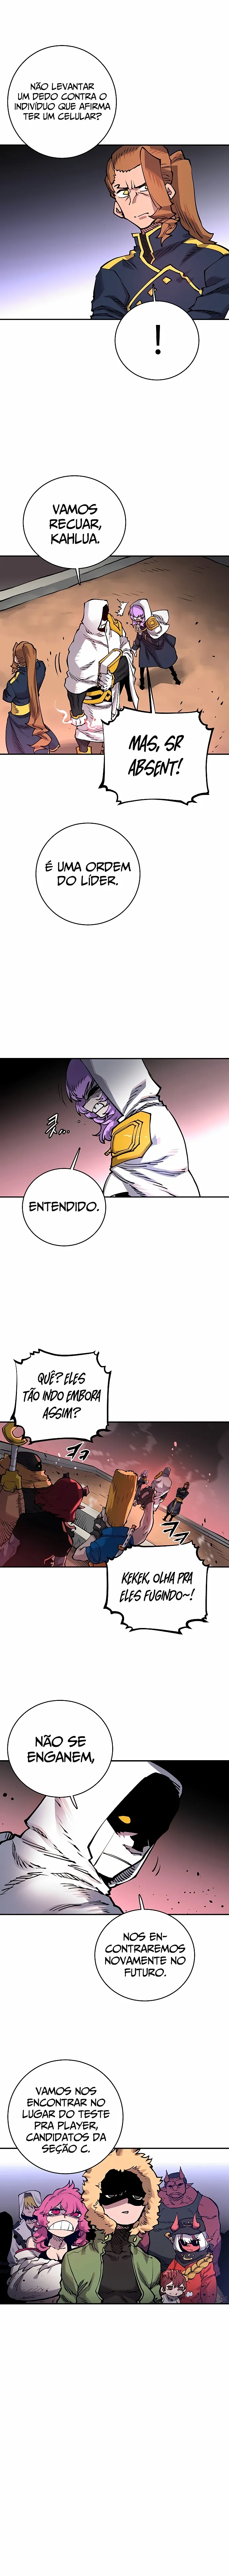 NÃO LEVANTAR
UM DEDO CONTRA O
INDIVÍDUO QUE AFIRMA
TER UM CELULAR?
!
VAMOS
RECUAR,
KAHLUA.
MAS, SR
ABSENT!
É UMA ORDEM
DO LÍDER.
ENTENDIDO.
QUÊ? ELES
TÃO INDO EMBORA
ASSIM?
KEKEK, OLHA PRA
ELES FUGINDO~!
NÃO SE
ENGANEM,
NOS EN-
CONTRAREMOS
NOVAMENTE NO
FUTURO.
VAMOS NOS
ENCONTRAR NO
LUGAR DO TESTE
PRA PLAYER,
CANDIDATOS DA
SEÇÃO C.